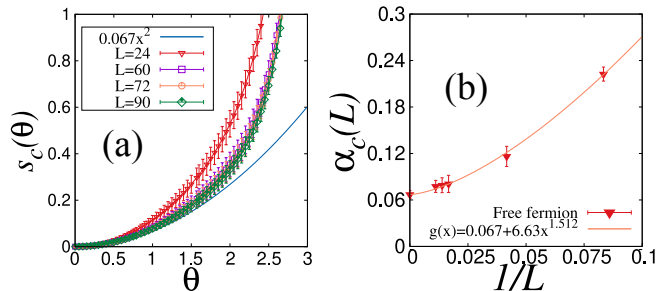 0.067x²
L=24
L=60
L=72
L=90
(a)
s_c(θ)
1
0.8
0.6
0.4
0.2
0
0 0.5 1 1.5 2 2.5 3
θ
(b)
α_c(L)
0.3
0.24
0.18
0.12
0.06
0
Free fermion
g(x)=0.067+6.63x^1.512
0 0.025 0.05 0.075 0.1
1/L